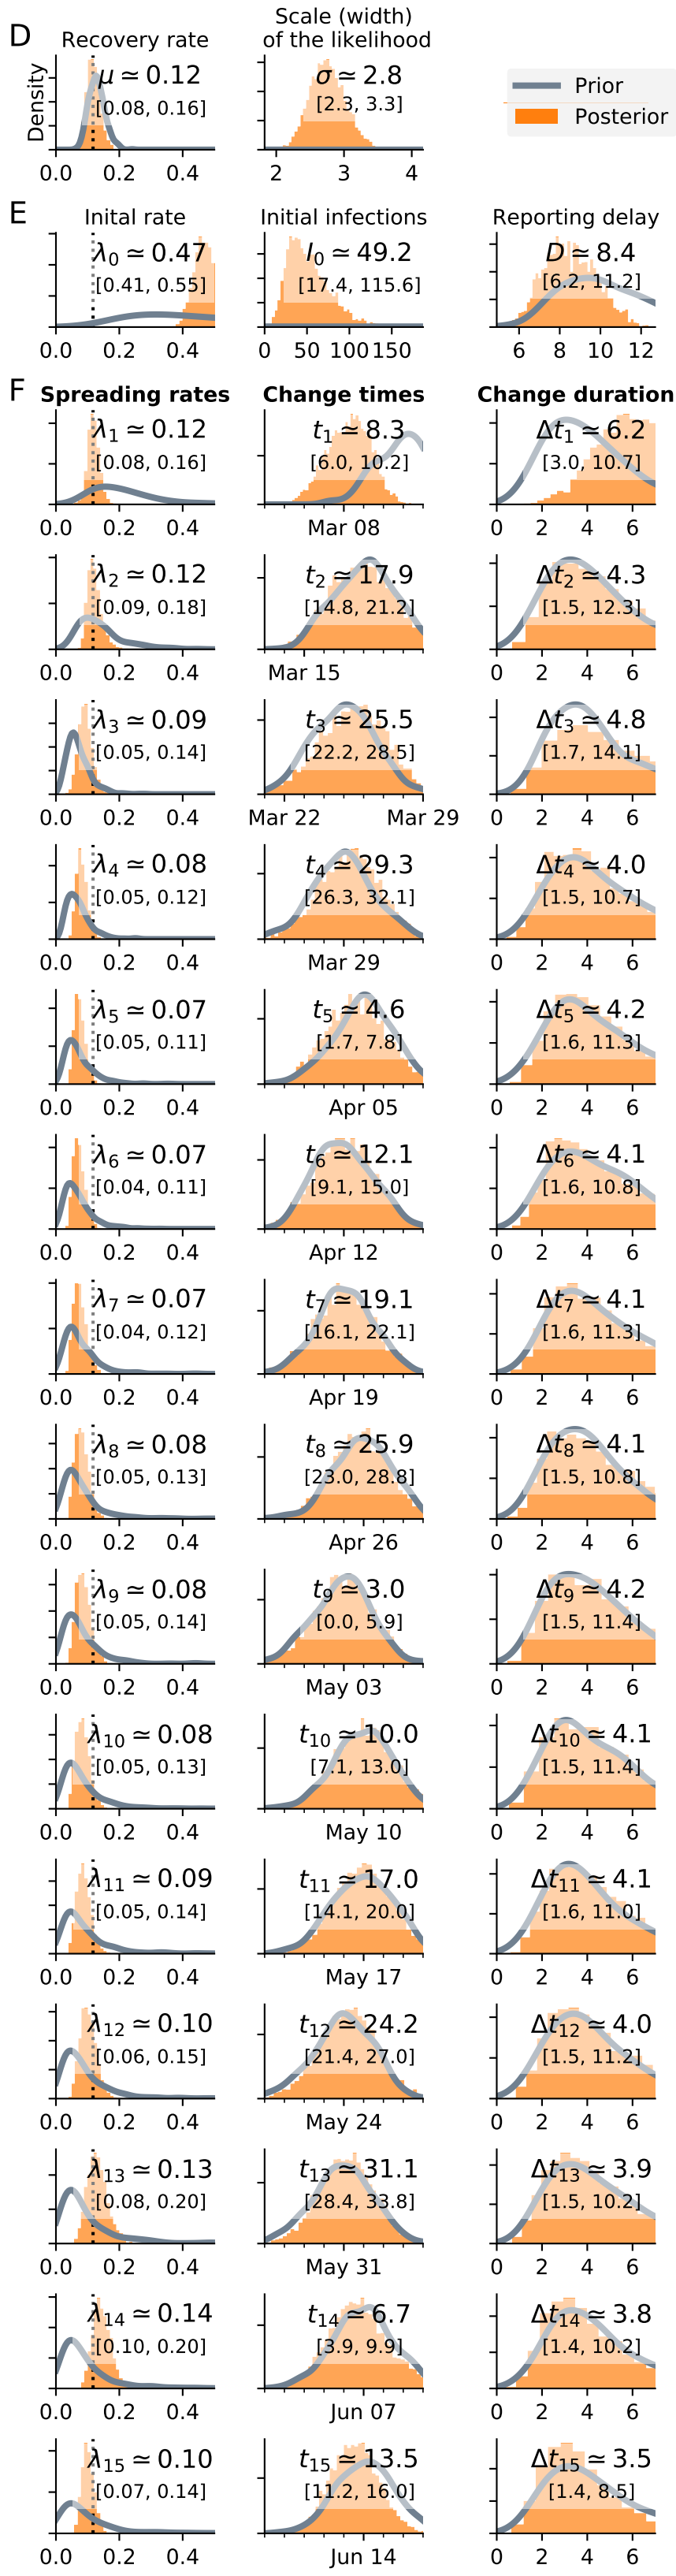 D
Recovery rate
Scale (width)
of the likelihood
Density
μ ≃ 0.12
[0.08, 0.16]
σ ≃ 2.8
[2.3, 3.3]
Prior
Posterior
0.0 0.2 0.4
2 3 4
E
Inital rate
Initial infections
Reporting delay
λ0 ≃ 0.47
[0.41, 0.55]
I0 ≃ 49.2
[17.4, 115.6]
D ≃ 8.4
[6.2, 11.2]
0.0 0.2 0.4
0 50 100 150
6 8 10 12
F
Spreading rates
Change times
Change duration
λ1 ≃ 0.12
[0.08, 0.16]
t1 ≃ 8.3
[6.0, 10.2]
Δt1 ≃ 6.2
[3.0, 10.7]
0.0 0.2 0.4
Mar 08
0 2 4 6
λ2 ≃ 0.12
[0.09, 0.18]
t2 ≃ 17.9
[14.8, 21.2]
Δt2 ≃ 4.3
[1.5, 12.3]
0.0 0.2 0.4
Mar 15
0 2 4 6
λ3 ≃ 0.09
[0.05, 0.14]
t3 ≃ 25.5
[22.2, 28.5]
Δt3 ≃ 4.8
[1.7, 14.1]
0.0 0.2 0.4
Mar 22 Mar 29
0 2 4 6
λ4 ≃ 0.08
[0.05, 0.12]
t4 ≃ 29.3
[26.3, 32.1]
Δt4 ≃ 4.0
[1.5, 10.7]
0.0 0.2 0.4
Mar 29
0 2 4 6
λ5 ≃ 0.07
[0.05, 0.11]
t5 ≃ 4.6
[1.7, 7.8]
Δt5 ≃ 4.2
[1.6, 11.3]
0.0 0.2 0.4
Apr 05
0 2 4 6
λ6 ≃ 0.07
[0.04, 0.11]
t6 ≃ 12.1
[9.1, 15.0]
Δt6 ≃ 4.1
[1.6, 10.8]
0.0 0.2 0.4
Apr 12
0 2 4 6
λ7 ≃ 0.07
[0.04, 0.12]
t7 ≃ 19.1
[16.1, 22.1]
Δt7 ≃ 4.1
[1.6, 11.3]
0.0 0.2 0.4
Apr 19
0 2 4 6
λ8 ≃ 0.08
[0.05, 0.13]
t8 ≃ 25.9
[23.0, 28.8]
Δt8 ≃ 4.1
[1.5, 10.8]
0.0 0.2 0.4
Apr 26
0 2 4 6
λ9 ≃ 0.08
[0.05, 0.14]
t9 ≃ 3.0
[0.0, 5.9]
Δt9 ≃ 4.2
[1.5, 11.4]
0.0 0.2 0.4
May 03
0 2 4 6
λ10 ≃ 0.08
[0.05, 0.13]
t10 ≃ 10.0
[7.1, 13.0]
Δt10 ≃ 4.1
[1.5, 11.4]
0.0 0.2 0.4
May 10
0 2 4 6
λ11 ≃ 0.09
[0.05, 0.14]
t11 ≃ 17.0
[14.1, 20.0]
Δt11 ≃ 4.1
[1.6, 11.0]
0.0 0.2 0.4
May 17
0 2 4 6
λ12 ≃ 0.10
[0.06, 0.15]
t12 ≃ 24.2
[21.4, 27.0]
Δt12 ≃ 4.0
[1.5, 11.2]
0.0 0.2 0.4
May 24
0 2 4 6
λ13 ≃ 0.13
[0.08, 0.20]
t13 ≃ 31.1
[28.4, 33.8]
Δt13 ≃ 3.9
[1.5, 10.2]
0.0 0.2 0.4
May 31
0 2 4 6
λ14 ≃ 0.14
[0.10, 0.20]
t14 ≃ 6.7
[3.9, 9.9]
Δt14 ≃ 3.8
[1.4, 10.2]
0.0 0.2 0.4
Jun 07
0 2 4 6
λ15 ≃ 0.10
[0.07, 0.14]
t15 ≃ 13.5
[11.2, 16.0]
Δt15 ≃ 3.5
[1.4, 8.5]
0.0 0.2 0.4
Jun 14
0 2 4 6